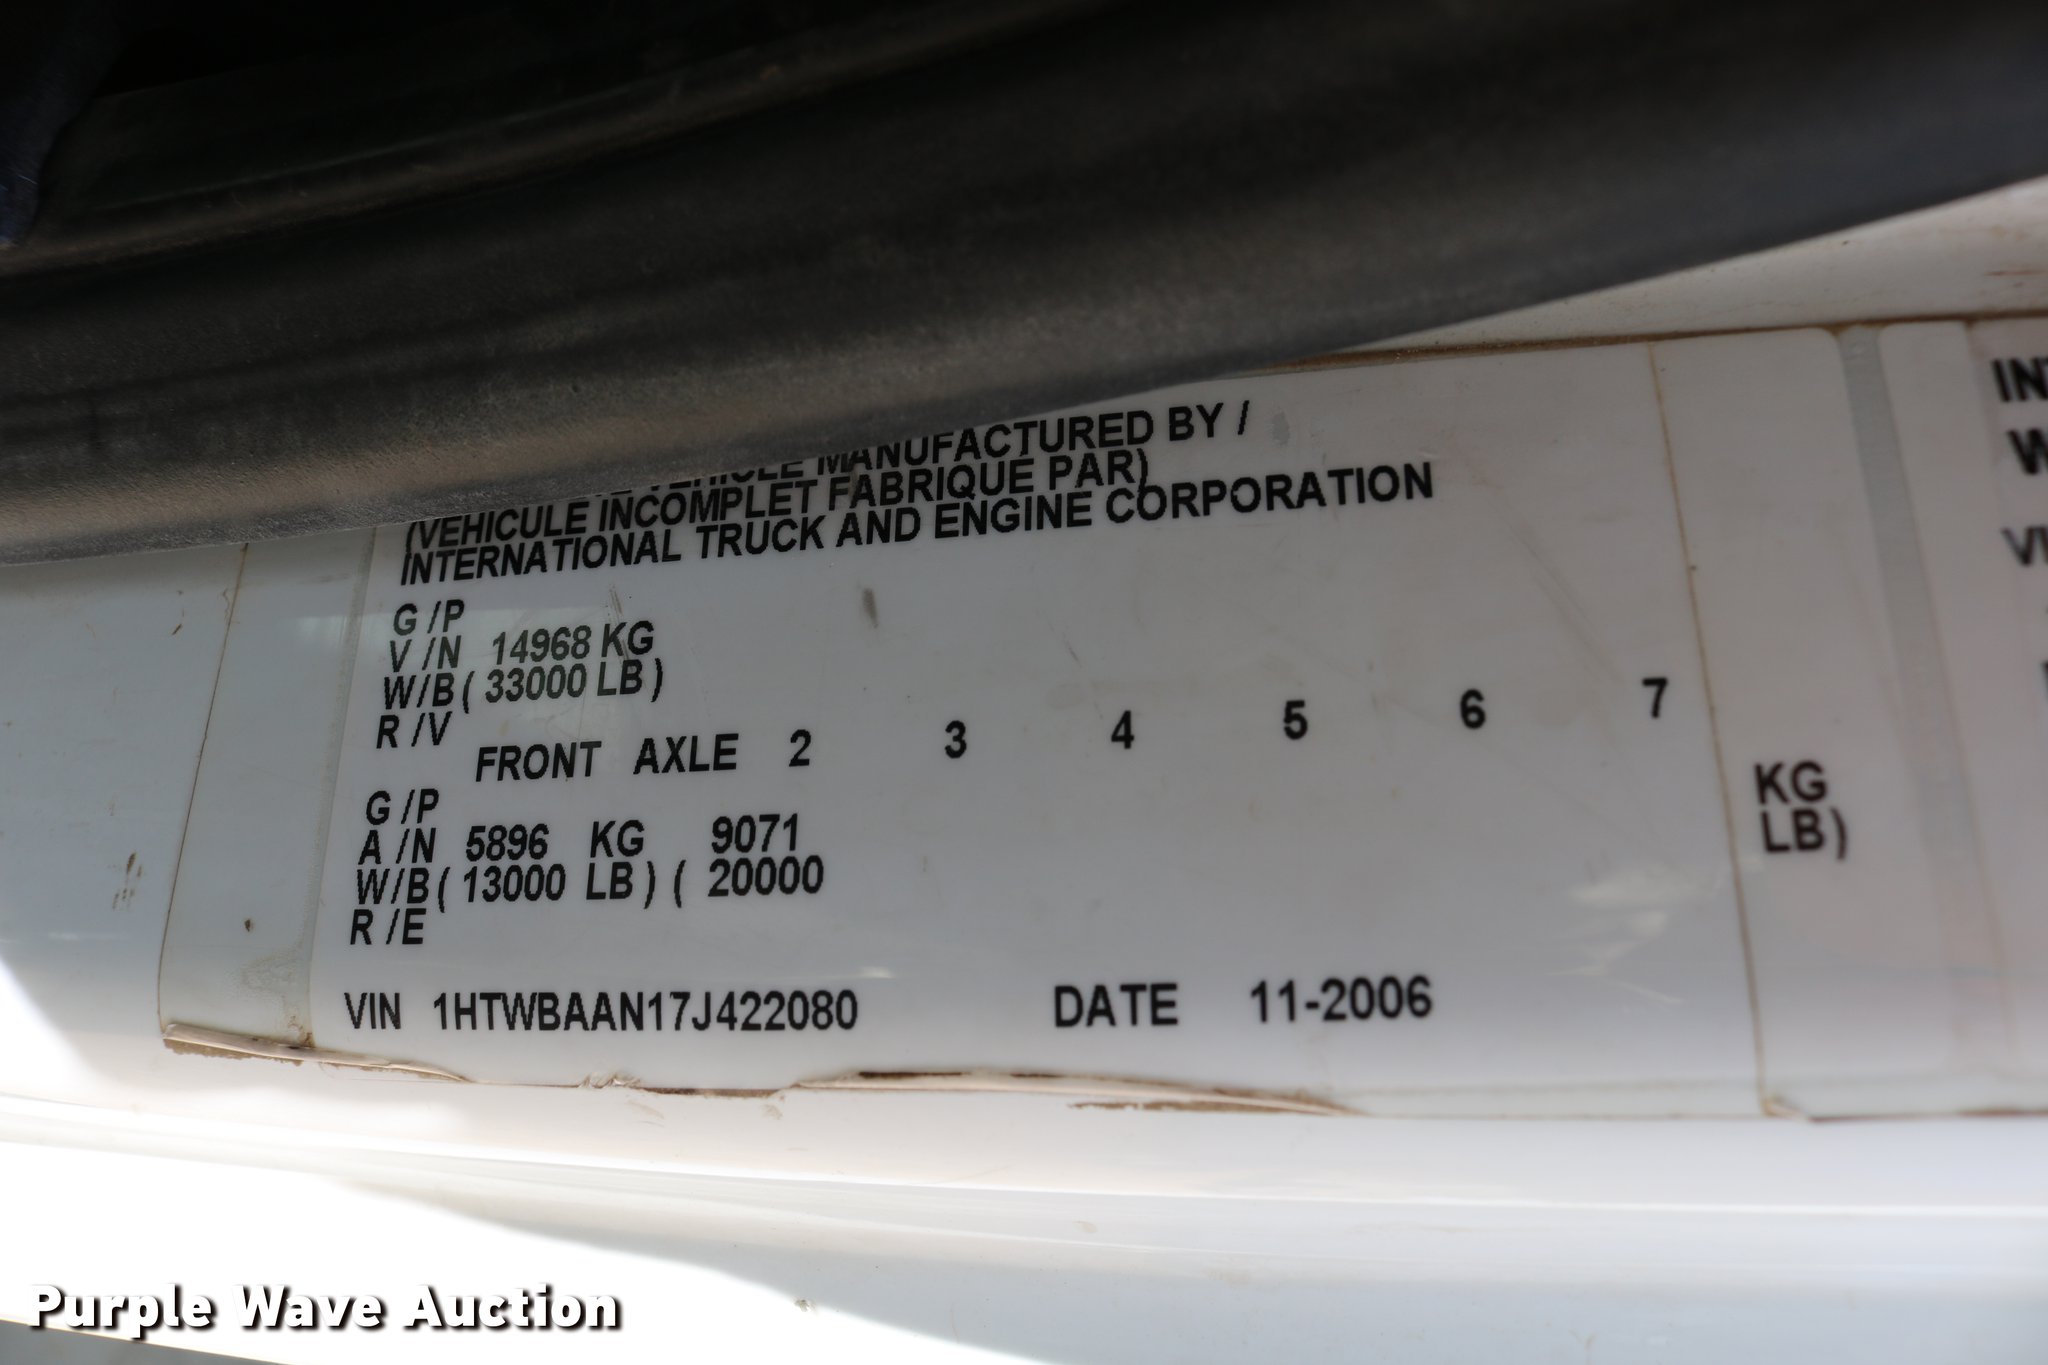 VEHICLE MANUFACTURED BY /
(VEHICULE INCOMPLET FABRIQUE PAR)
INTERNATIONAL TRUCK AND ENGINE CORPORATION
G /P
V /N 14968 KG
W/B ( 33000 LB )
R /V
FRONT AXLE 2 3 4 5 6 7
G /P
A /N 5896 KG 9071 KG
W/B ( 13000 LB ) ( 20000 LB )
R /E
VIN 1HTWBAAN17J422080 DATE 11-2006
Purple Wave Auction